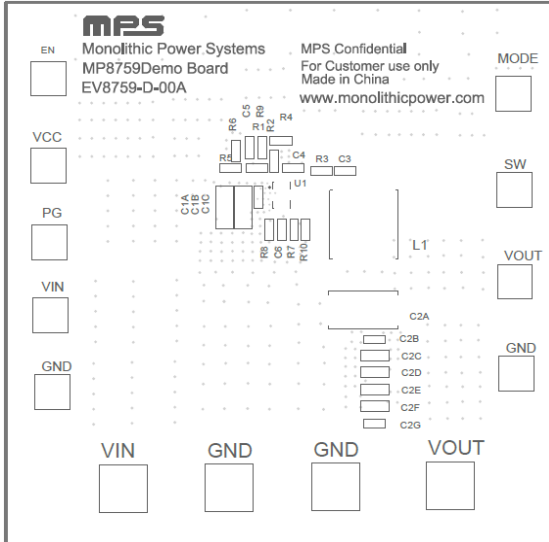 mps
EN
Monolithic Power Systems
MP8759Demo Board
EV8759-D-00A
MPS Confidential
For Customer use only
Made in China
www.monolithicpower.com
MODE
VCC
SW
PG
VOUT
VIN
GND
GND
R6
C5
R9
R1
R2
R4
R5
C4
R3
C3
U1
C1A
C1B
C1C
R8
C6
R7
R10
L1
C2A
C2B
C2C
C2D
C2E
C2F
C2G
VIN
GND
GND
VOUT